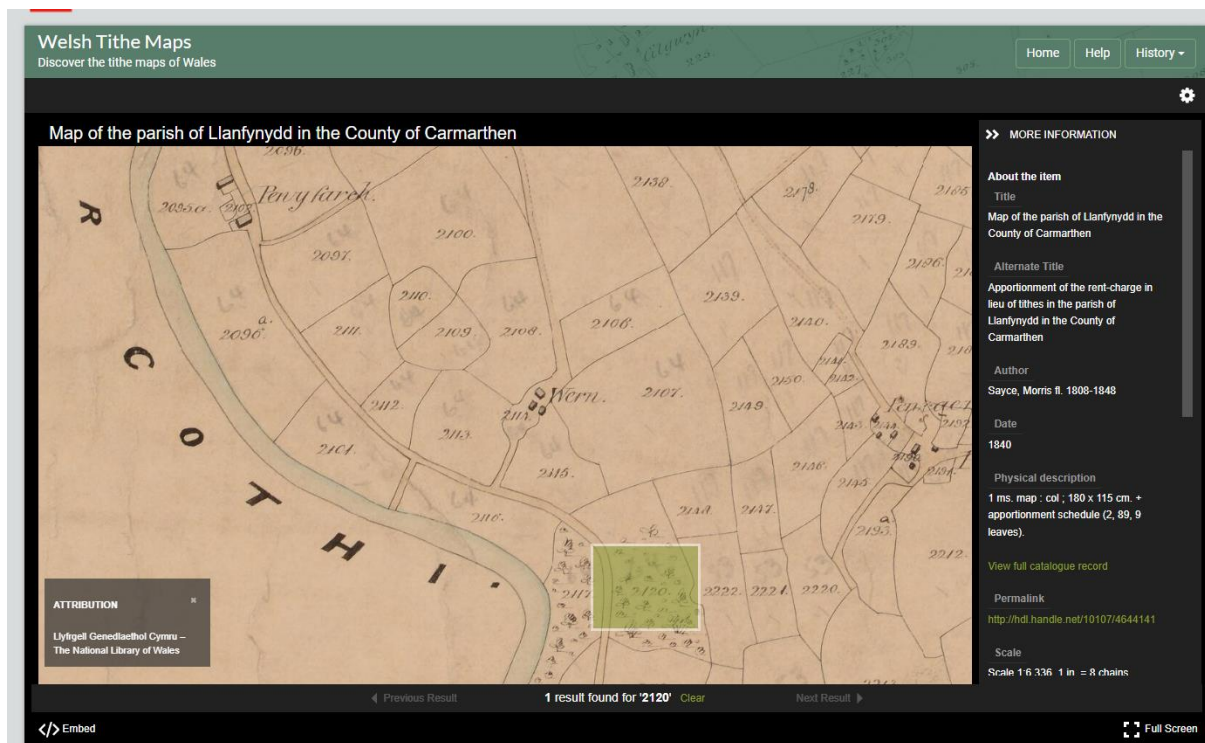 Welsh Tithe Maps
Discover the tithe maps of Wales
Home Help History
Map of the parish of Llanfynydd in the County of Carmarthen
MORE INFORMATION
About the item
Title
Map of the parish of Llanfynydd in the
County of Carmarthen
Alternate Title
Apportionment of the rent-charge in
lieu of tithes in the parish of
Llanfynydd in the County of
Carmarthen
Author
Sayce, Morris fl. 1808-1848
Date
1840
Physical description
1 ms. map : col ; 180 x 115 cm. +
apportionment schedule (2, 89, 9
leaves).
View full catalogue record
Permalink
http://hdl.handle.net/10107/4644141
Scale
Scale 1:6,336. 1 in. = 8 chains
2096.
2138
2178.
2185
2095a.
2179.
2100.
2097.
2196.
2110.
2139.
a.
2096
2111.
2109.
2108.
2106.
2140.
2189.
2150.
Wern.
2107.
2112.
2114.
2149.
2113.
2101.
2146.
2145
2115.
2148.
2147.
2116.
a
2193.
2212.
2117
2120.
2222. 2221. 2220.
R. COTHI.
ATTRIBUTION
Llyfrgell Genedlaethol Cymru –
The National Library of Wales
Previous Result 1 result found for '2120' Clear Next Result
</> Embed Full Screen